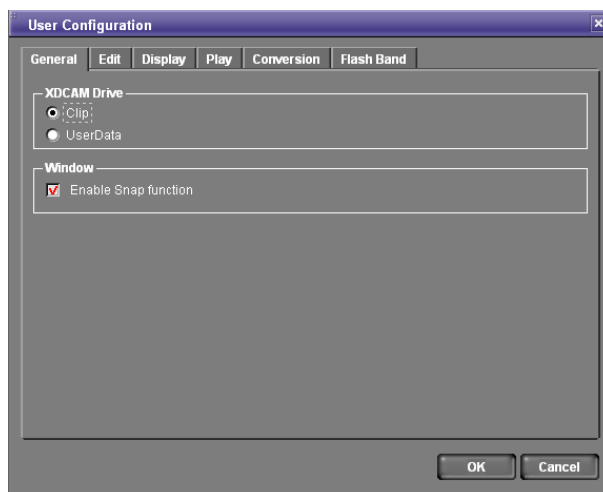 User Configuration
General Edit Display Play Conversion Flash Band
XDCAM Drive
Clip
UserData
Window
Enable Snap function
OK Cancel